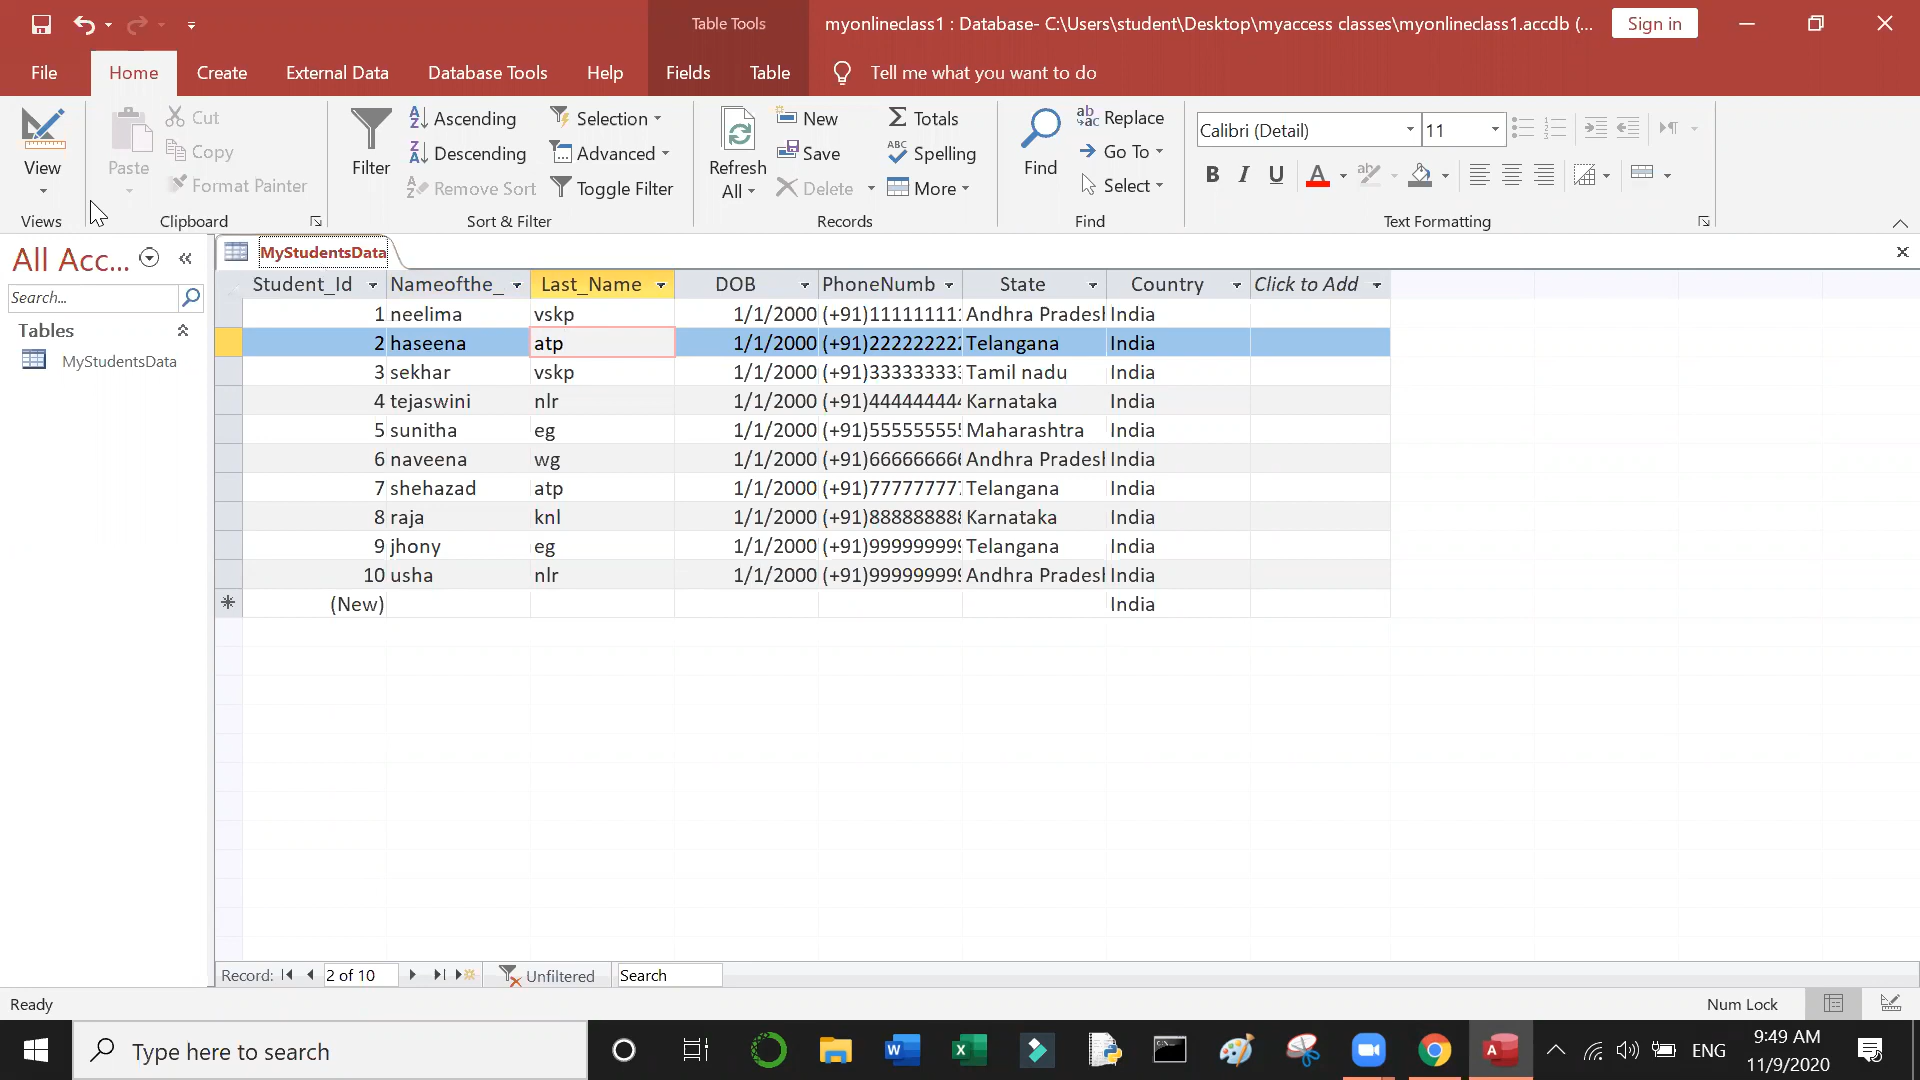 Table Tools
myonlineclass1 : Database- C:\Users\student\Desktop\myaccess classes\myonlineclass1.accdb (...
Sign in
File Home Create External Data Database Tools Help Fields Table Tell me what you want to do
View
Paste
Cut
Copy
Format Painter
Filter
Ascending
Descending
Remove Sort
Selection
Advanced
Toggle Filter
Refresh
All
New
Save
Delete
Totals
Spelling
More
Find
Replace
Go To
Select
Calibri (Detail) 11
B I U A
Views Clipboard Sort & Filter Records Find Text Formatting
All Acc...
Search...
Tables
MyStudentsData
MyStudentsData
Student_Id Nameofthe_ Last_Name DOB PhoneNumb State Country Click to Add
1 neelima vskp 1/1/2000 (+91)1111111 Andhra Pradesh India
2 haseena atp 1/1/2000 (+91)22222222 Telangana India
3 sekhar vskp 1/1/2000 (+91)33333333 Tamil nadu India
4 tejaswini nlr 1/1/2000 (+91)44444444 Karnataka India
5 sunitha eg 1/1/2000 (+91)55555555 Maharashtra India
6 naveena wg 1/1/2000 (+91)66666666 Andhra Pradesh India
7 shehazad atp 1/1/2000 (+91)77777777 Telangana India
8 raja knl 1/1/2000 (+91)88888888 Karnataka India
9 jhony eg 1/1/2000 (+91)99999999 Telangana India
10 usha nlr 1/1/2000 (+91)99999999 Andhra Pradesh India
(New) India
Record: 2 of 10 Unfiltered Search
Ready
Num Lock
Type here to search
ENG
9:49 AM
11/9/2020